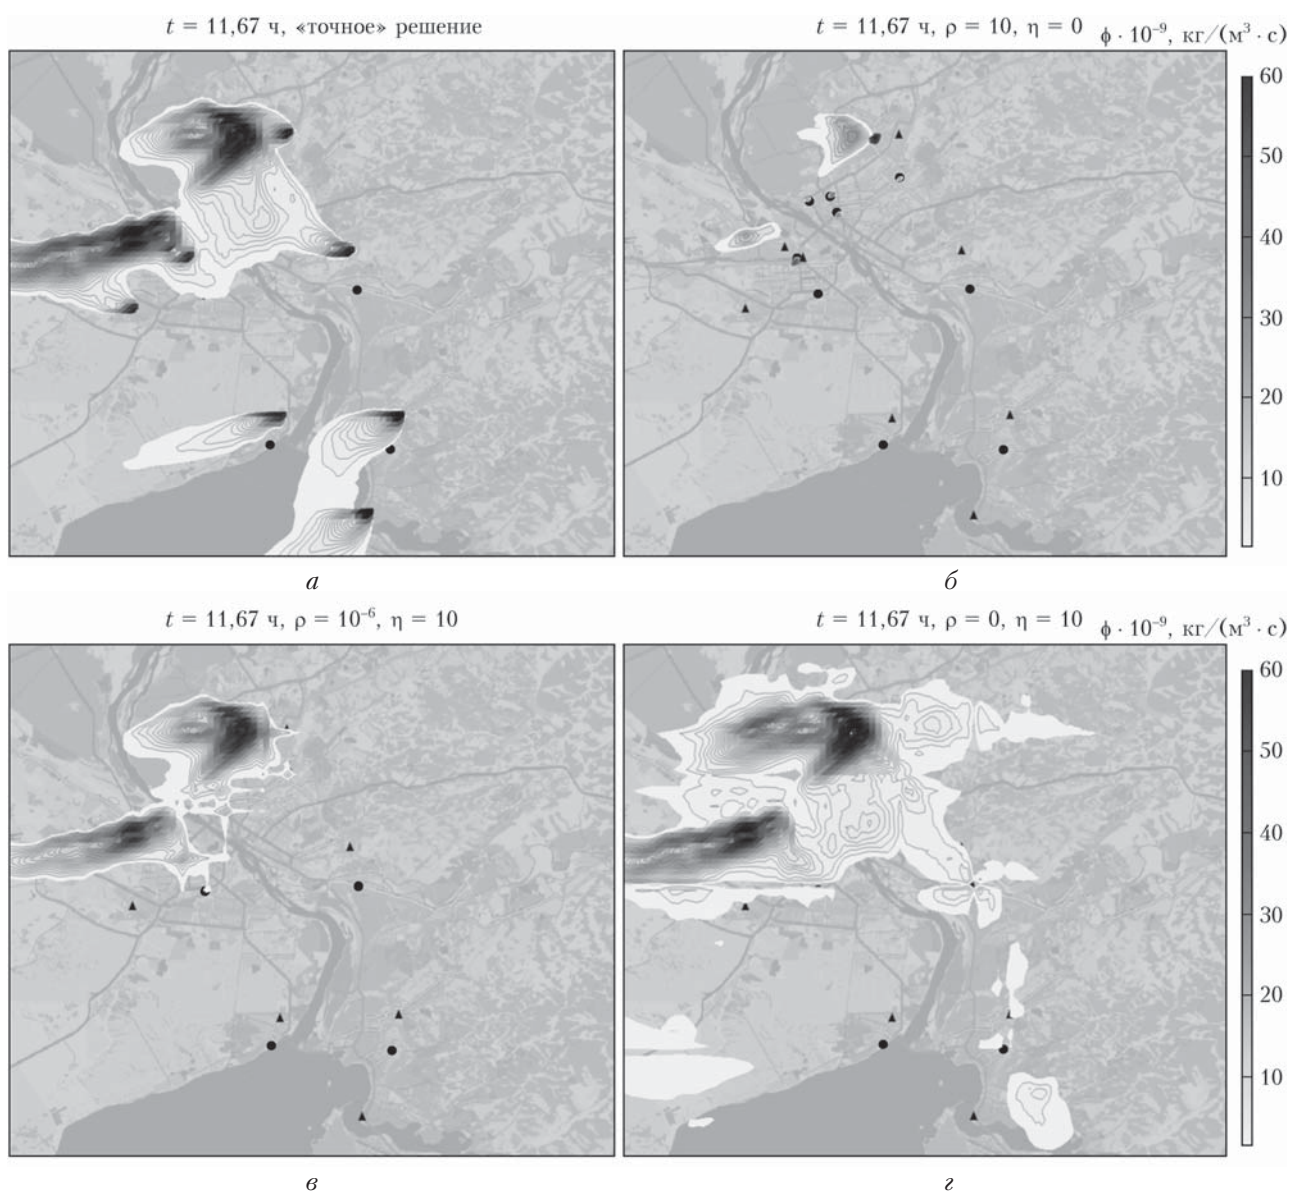 t = 11,67 ч, «точное» решение
t = 11,67 ч, ρ = 10, η = 0
ϕ · 10⁻⁹, кг/(м³ · с)
60
50
40
30
20
10
а
б
t = 11,67 ч, ρ = 10⁻⁶, η = 10
t = 11,67 ч, ρ = 0, η = 10
ϕ · 10⁻⁹, кг/(м³ · с)
60
50
40
30
20
10
в
г